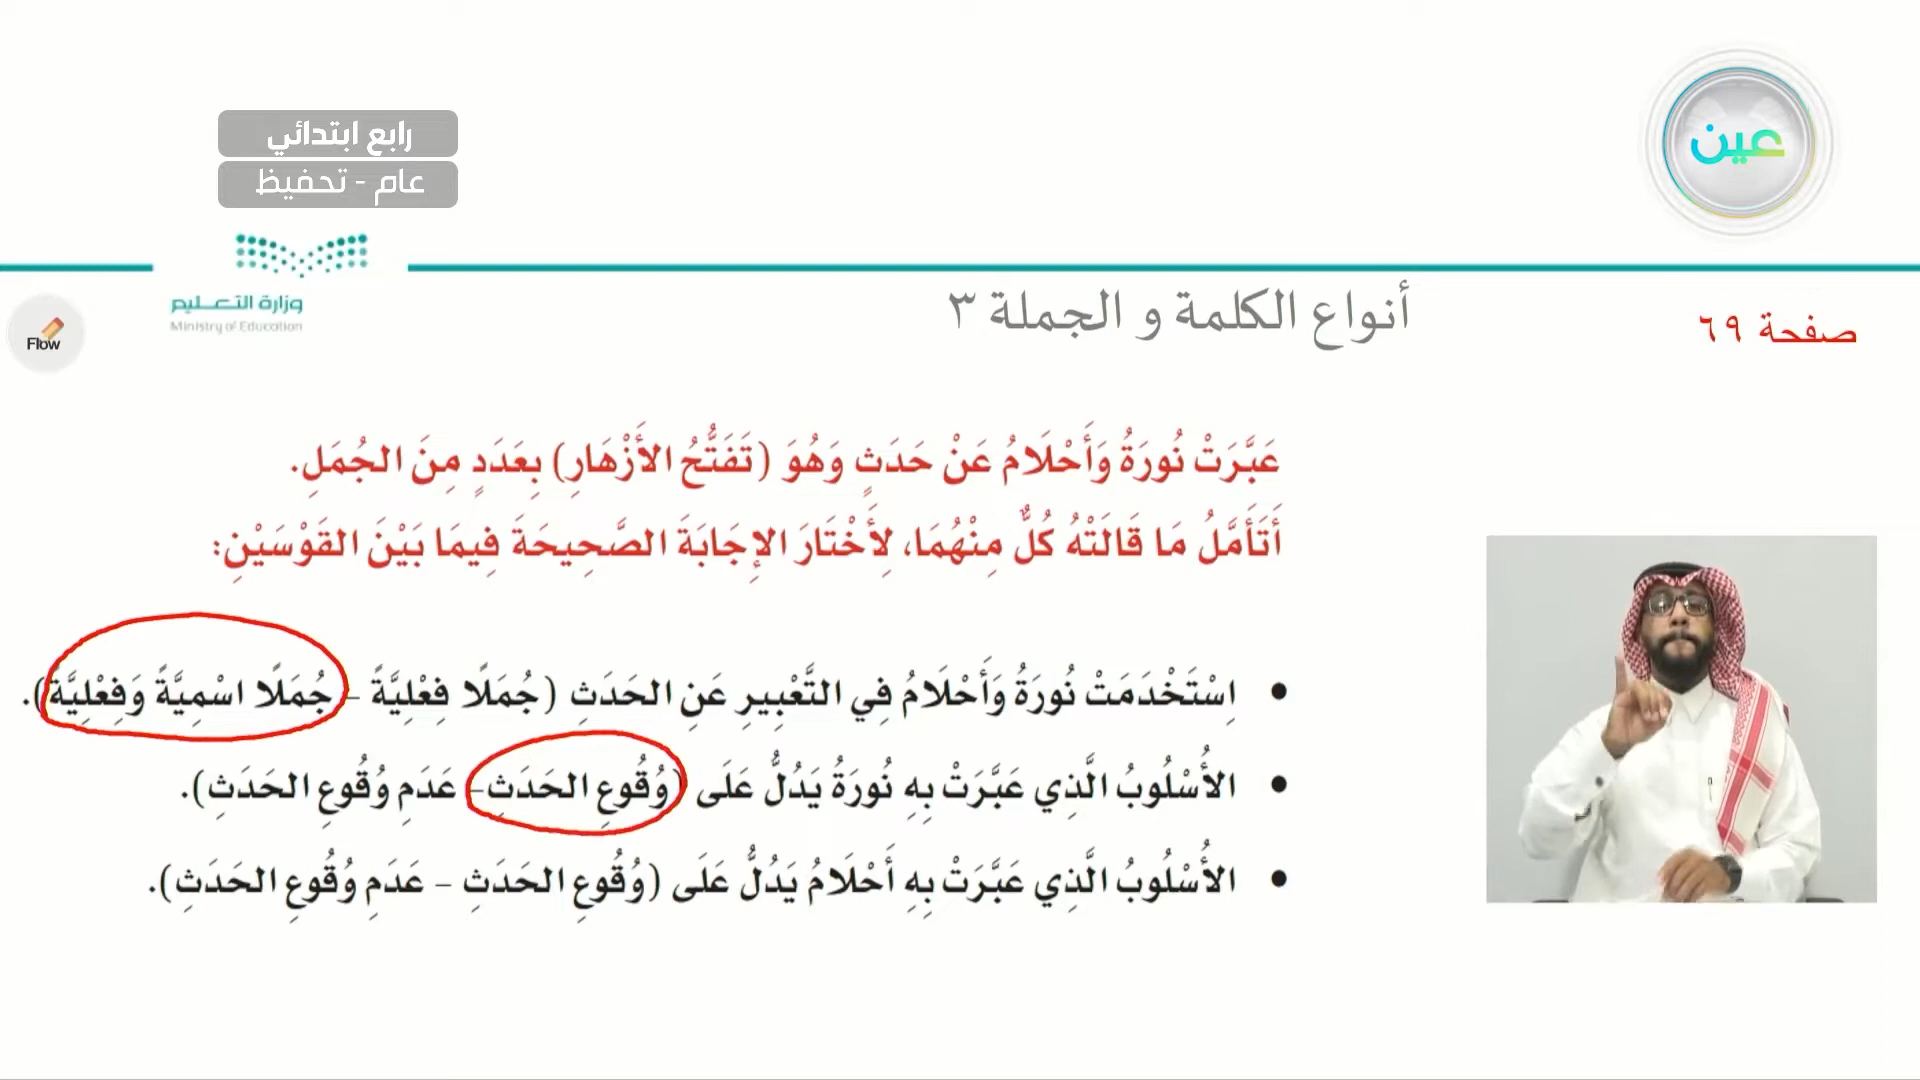 رابع ابتدائي
عام - تحفيظ
عين
وزارة التعليم
Ministry of Education
Flow
أنواع الكلمة و الجملة ٣
صفحة ٦٩
عَبَّرَتْ نُورَةُ وَأَحْلَامُ عَنْ حَدَثٍ وَهُوَ (تَفَتُّحُ الأَزْهَارِ) بِعَدَدٍ مِنَ الجُمَلِ.
أَتَأَمَّلُ مَا قَالَتْهُ كُلٌّ مِنْهُمَا، لِأَخْتَارَ الإِجَابَةَ الصَّحِيحَةَ فِيمَا بَيْنَ القَوْسَيْنِ:
• اِسْتَخْدَمَتْ نُورَةُ وَأَحْلَامُ فِي التَّعْبِيرِ عَنِ الحَدَثِ (جُمَلًا فِعْلِيَّةً – جُمَلًا اسْمِيَّةً وَفِعْلِيَّةً).
• الأُسْلُوبُ الَّذِي عَبَّرَتْ بِهِ نُورَةُ يَدُلُّ عَلَى (وُقُوعِ الحَدَثِ – عَدَمِ وُقُوعِ الحَدَثِ).
• الأُسْلُوبُ الَّذِي عَبَّرَتْ بِهِ أَحْلَامُ يَدُلُّ عَلَى (وُقُوعِ الحَدَثِ – عَدَمِ وُقُوعِ الحَدَثِ).